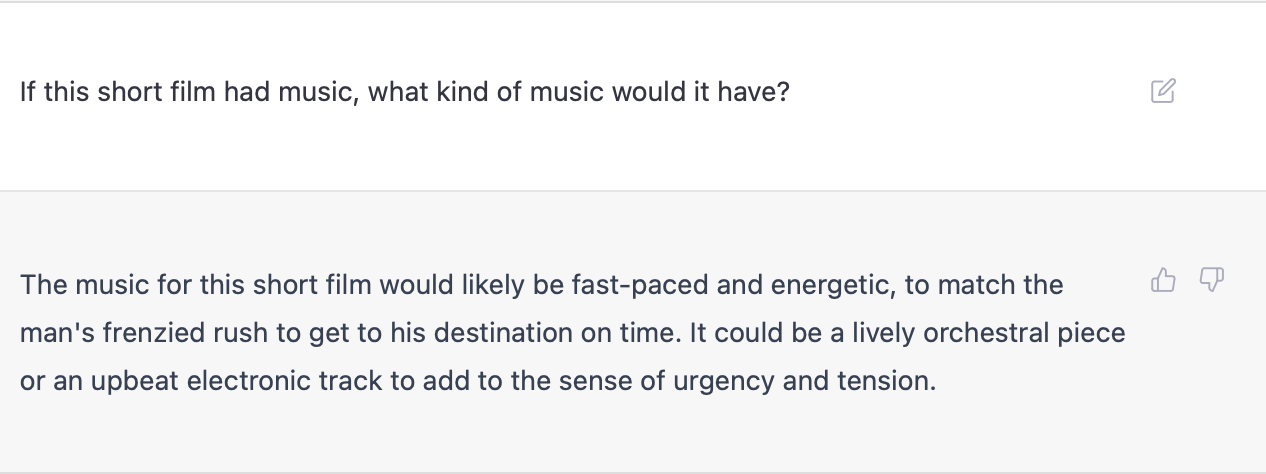 If this short film had music, what kind of music would it have?
The music for this short film would likely be fast-paced and energetic, to match the
man's frenzied rush to get to his destination on time. It could be a lively orchestral piece
or an upbeat electronic track to add to the sense of urgency and tension.